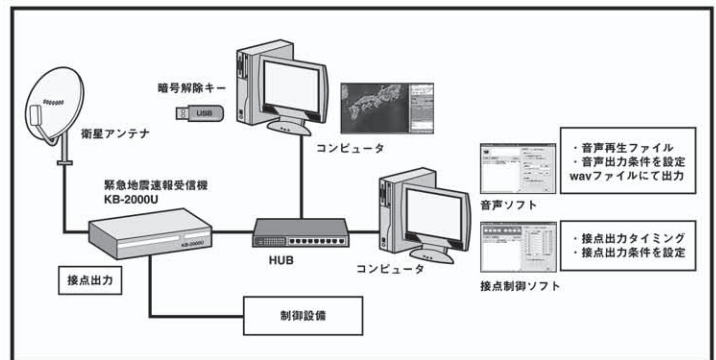 暗号解除キー
USB
衛星アンテナ
コンピュータ
緊急地震速報受信機
KB-2000U
KB-2000U
HUB
コンピュータ
接点出力
制御設備
音声ソフト
・音声再生ファイル
・音声出力条件を設定
wavファイルにて出力
接点制御ソフト
・接点出力タイミング
・接点出力条件を設定